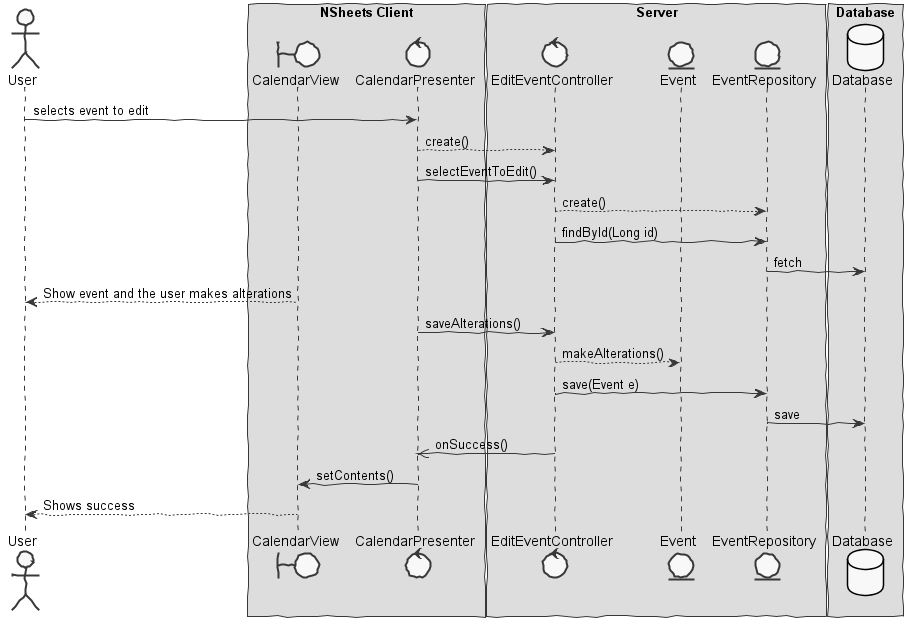 NSheets Client
Server
Database
User
CalendarView
CalendarPresenter
EditEventController
Event
EventRepository
Database
selects event to edit
create()
selectEventToEdit()
create()
findById(Long id)
fetch
Show event and the user makes alterations
saveAlterations()
makeAlterations()
save(Event e)
save
onSuccess()
setContents()
Shows success
User
CalendarView
CalendarPresenter
EditEventController
Event
EventRepository
Database